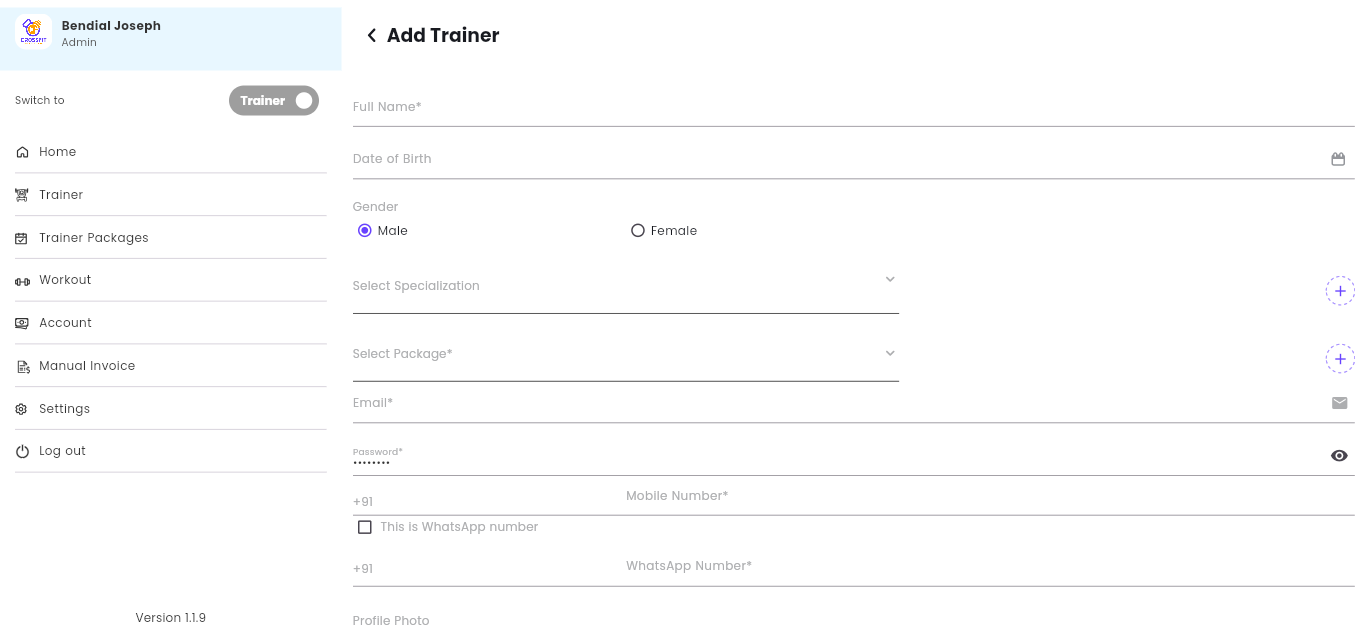 Bendial Joseph
Admin
CROSSFIT
Switch to
Trainer
Home
Trainer
Trainer Packages
Workout
Account
Manual Invoice
Settings
Log out
Version 1.1.9
Add Trainer
Full Name*
Date of Birth
Gender
Male Female
Select Specialization
Select Package*
Email*
Password*
••••••••
+91 Mobile Number*
This is WhatsApp number
+91 WhatsApp Number*
Profile Photo